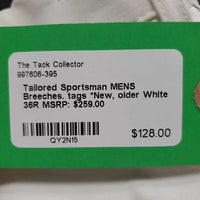 The Tack Collector
997606-395
Tailored Sportsman MENS
Breeches. tags *New, older White
36R MSRP: $259.00
$128.00
QY2N15